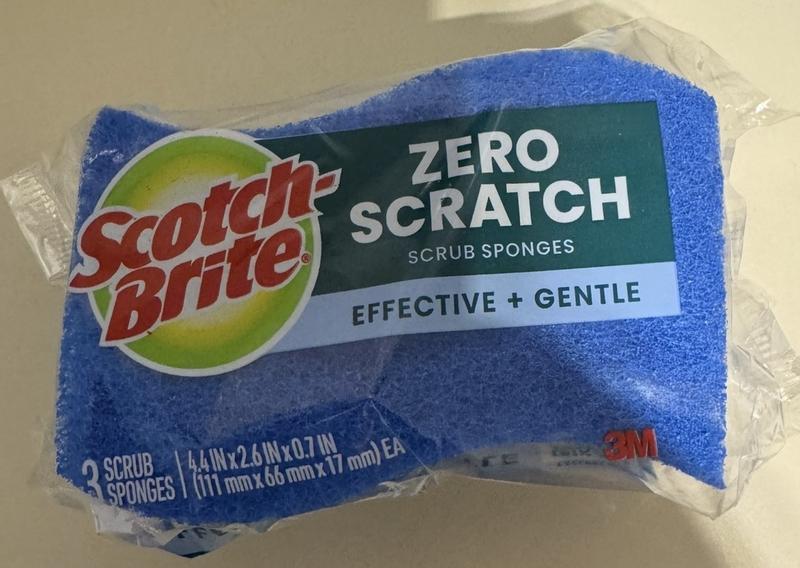 Scotch-
Brite®
ZERO
SCRATCH
SCRUB SPONGES
EFFECTIVE + GENTLE
3 SCRUB
SPONGES
4.4 IN x 2.6 IN x 0.7 IN
(111 mm x 66 mm x 17 mm) EA
3M